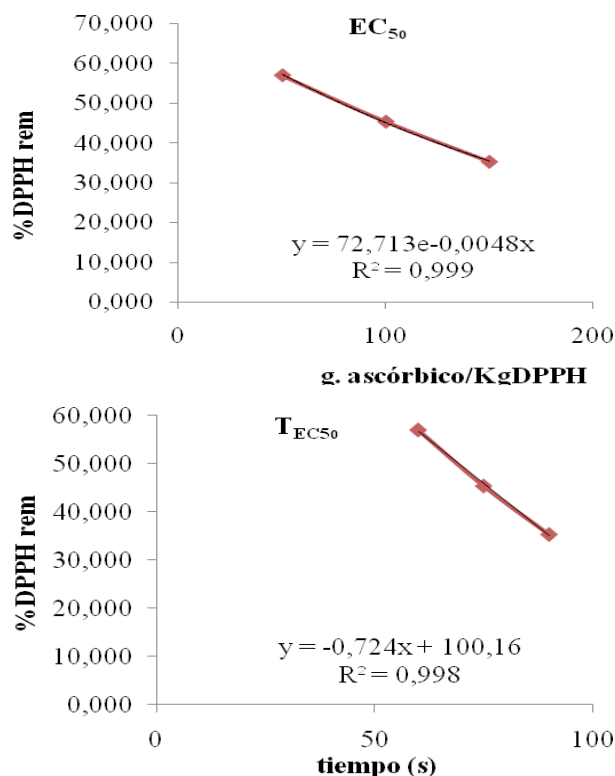 EC50
%DPPH rem
70,000
60,000
50,000
40,000
30,000
20,000
10,000
0,000
y = 72,713e-0,0048x
R² = 0,999
0 100 200
g. ascórbico/KgDPPH
TEC50
%DPPH rem
60,000
50,000
40,000
30,000
20,000
10,000
0,000
y = -0,724x + 100,16
R² = 0,998
0 50 100
tiempo (s)